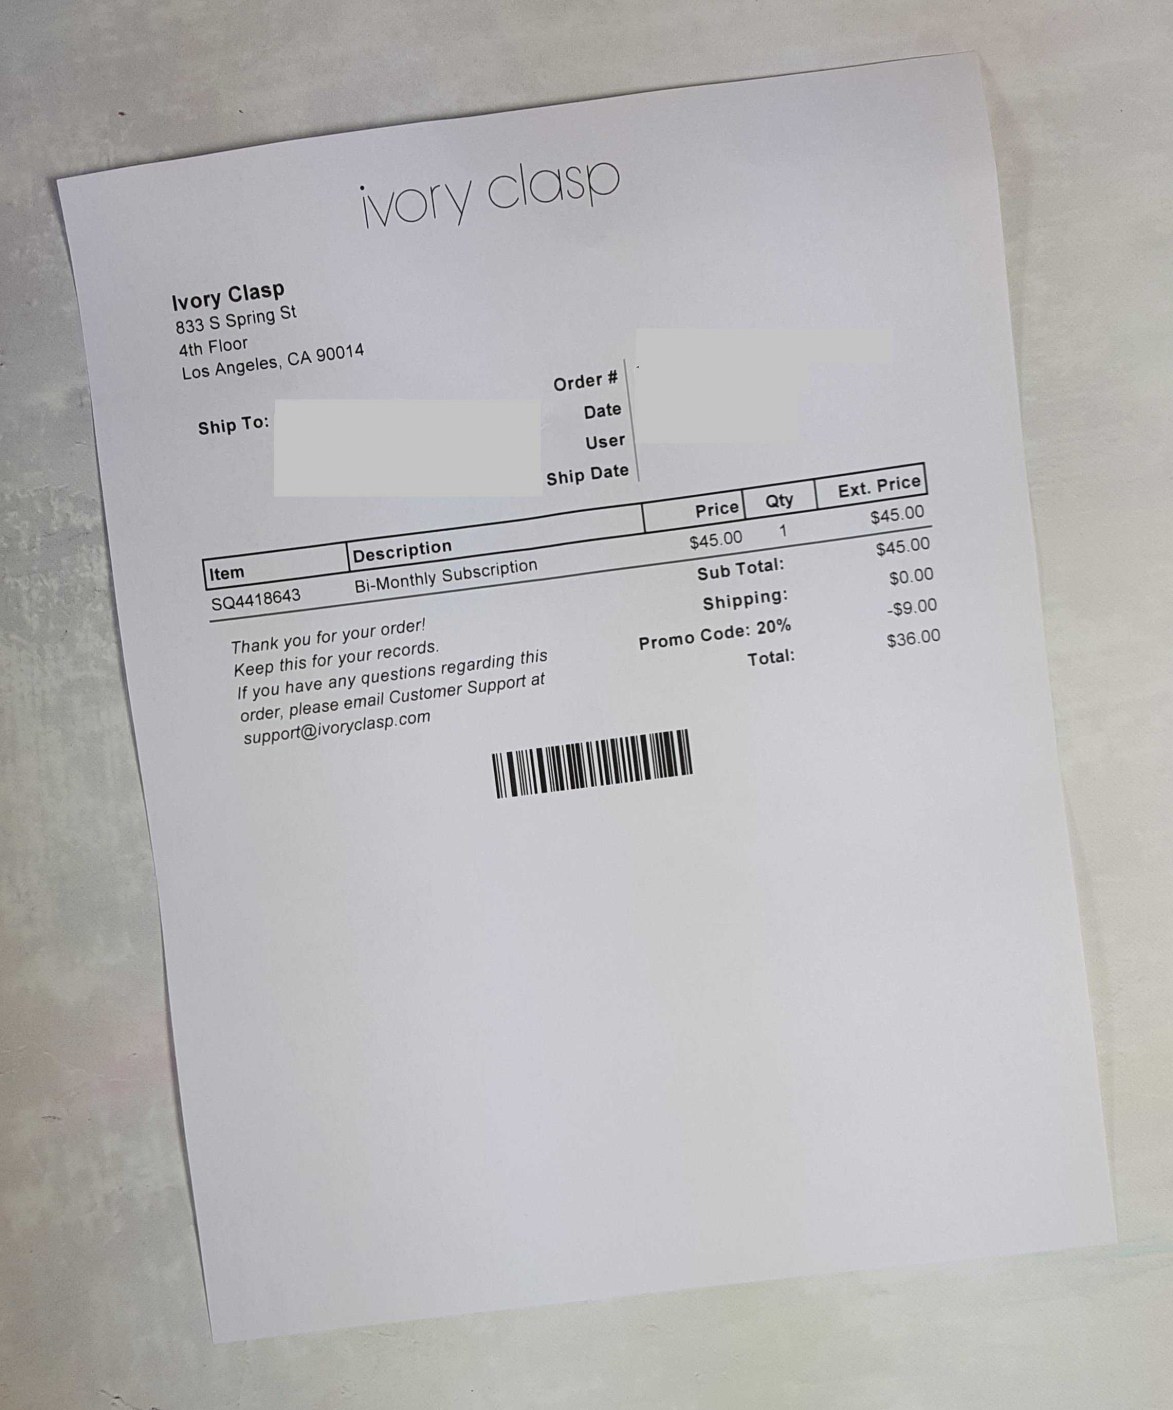 ivory clasp
Ivory Clasp
833 S Spring St
4th Floor
Los Angeles, CA 90014
Ship To:
Order #
Date
User
Ship Date
Item Description Price Qty Ext. Price
SQ4418643 Bi-Monthly Subscription $45.00 1 $45.00
Sub Total: $45.00
Shipping: $0.00
Promo Code: 20% -$9.00
Total: $36.00
Thank you for your order!
Keep this for your records.
If you have any questions regarding this
order, please email Customer Support at
support@ivoryclasp.com